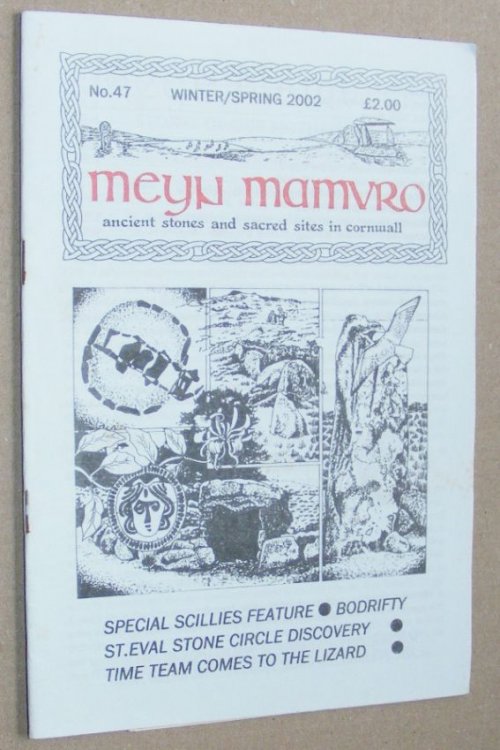 No.47 WINTER/SPRING 2002 £2.00
meyn mamvro
ancient stones and sacred sites in cornwall
SPECIAL SCILLIES FEATURE ● BODRIFTY
ST.EVAL STONE CIRCLE DISCOVERY ●
TIME TEAM COMES TO THE LIZARD ●